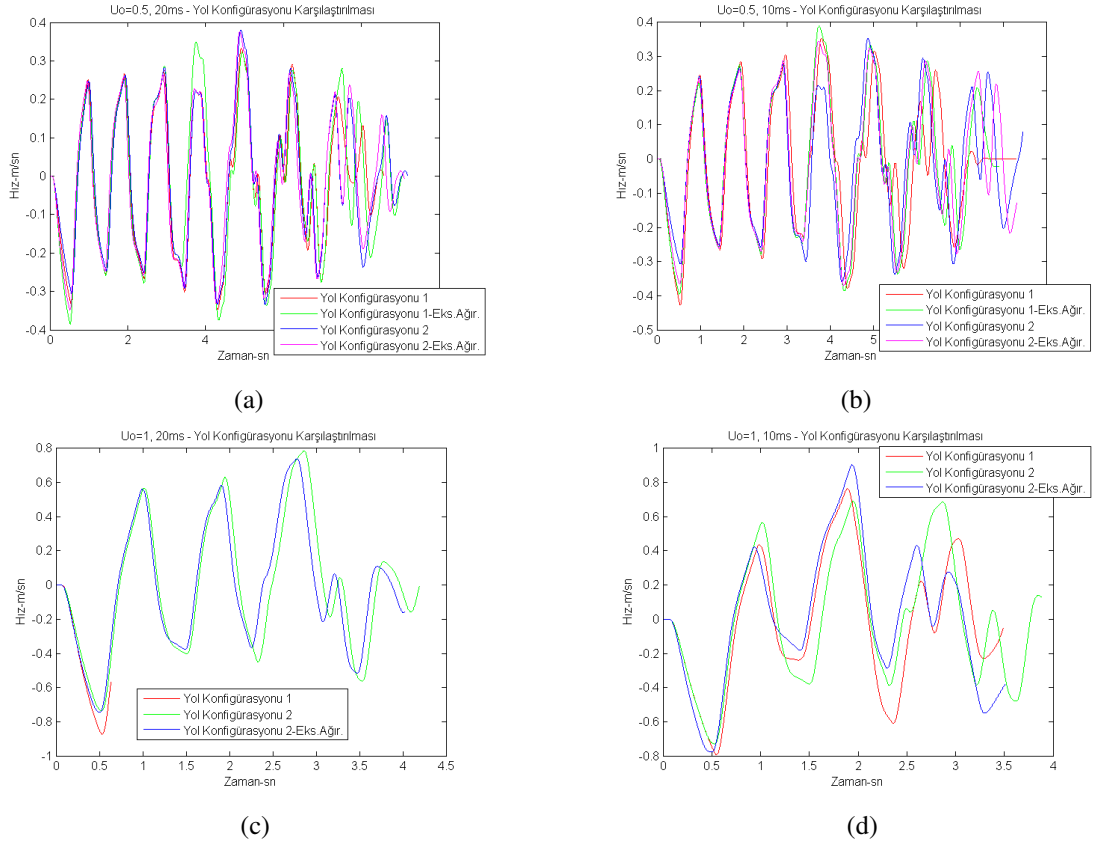 Uo=0.5, 20ms - Yol Konfigürasyonu Karşılaştırılması
0.4
0.3
0.2
0.1
0
-0.1
-0.2
-0.3
-0.4
Hız-m/sn
0
2
4
Zaman-sn
Yol Konfigürasyonu 1
Yol Konfigürasyonu 1-Eks.Ağır.
Yol Konfigürasyonu 2
Yol Konfigürasyonu 2-Eks.Ağır.
(a)
Uo=0.5, 10ms - Yol Konfigürasyonu Karşılaştırılması
0.4
0.3
0.2
0.1
0
-0.1
-0.2
-0.3
-0.4
-0.5
Hız-m/sn
0
1
2
3
4
5
Zaman-sn
Yol Konfigürasyonu 1
Yol Konfigürasyonu 1-Eks.Ağır.
Yol Konfigürasyonu 2
Yol Konfigürasyonu 2-Eks.Ağır.
(b)
Uo=1, 20ms - Yol Konfigürasyonu Karşılaştırılması
0.8
0.6
0.4
0.2
0
-0.2
-0.4
-0.6
-0.8
-1
Hız-m/sn
0
0.5
1
1.5
2
2.5
3
3.5
4
4.5
Zaman-sn
Yol Konfigürasyonu 1
Yol Konfigürasyonu 2
Yol Konfigürasyonu 2-Eks.Ağır.
(c)
Uo=1, 10ms - Yol Konfigürasyonu Karşılaştırılması
1
0.8
0.6
0.4
0.2
0
-0.2
-0.4
-0.6
-0.8
Hız-m/sn
0
0.5
1
1.5
2
2.5
3
3.5
4
Zaman-sn
Yol Konfigürasyonu 1
Yol Konfigürasyonu 2
Yol Konfigürasyonu 2-Eks.Ağır.
(d)